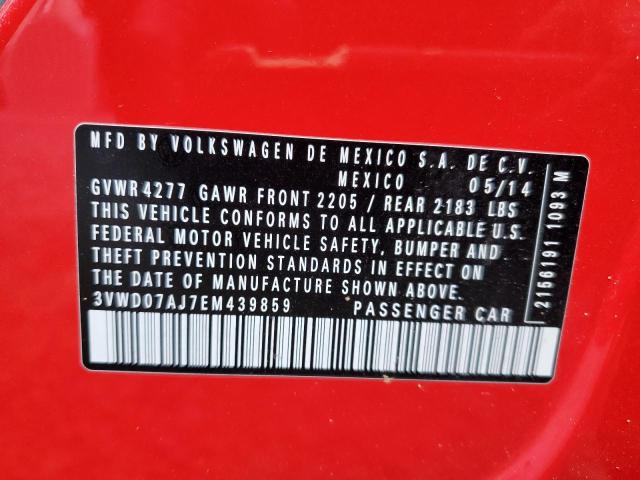 MFD BY VOLKSWAGEN DE MEXICO S.A. DE C.V.
MEXICO 05/14
GVWR 4277 GAWR FRONT 2205 / REAR 2183 LBS
THIS VEHICLE CONFORMS TO ALL APPLICABLE U.S.
FEDERAL MOTOR VEHICLE SAFETY, BUMPER AND
THEFT PREVENTION STANDARDS IN EFFECT ON
THE DATE OF MANUFACTURE SHOWN ABOVE.
3VWD07AJ7EM439859 PASSENGER CAR
2156191 1093 M